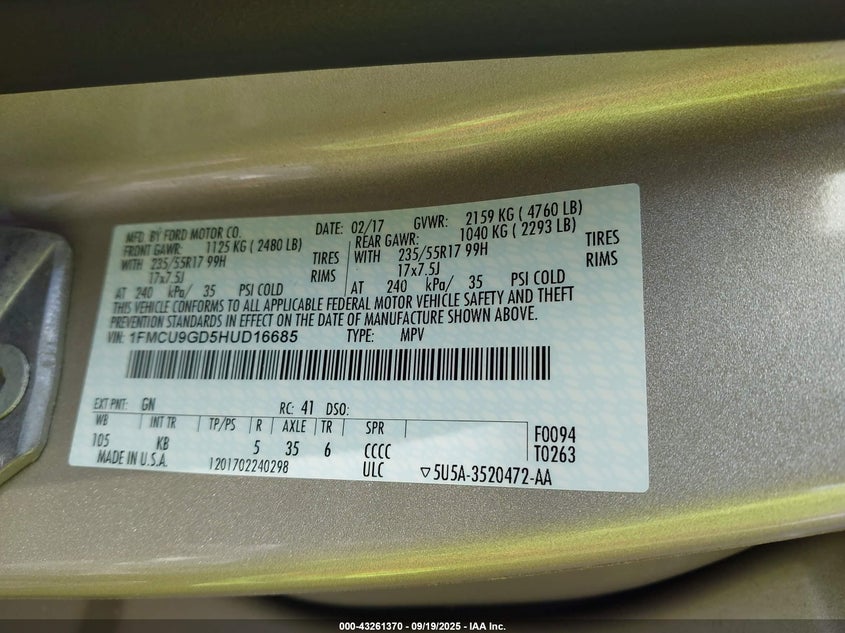 MFD. BY FORD MOTOR CO. DATE: 02/17 GVWR: 2159 KG ( 4760 LB)
FRONT GAWR: 1125 KG ( 2480 LB) REAR GAWR: 1040 KG ( 2293 LB)
WITH 235/55R17 99H TIRES WITH 235/55R17 99H TIRES
17x7.5J RIMS 17x7.5J RIMS
AT 240 kPa/ 35 PSI COLD AT 240 kPa/ 35 PSI COLD
THIS VEHICLE CONFORMS TO ALL APPLICABLE FEDERAL MOTOR VEHICLE SAFETY AND THEFT
PREVENTION STANDARDS IN EFFECT ON THE DATE OF MANUFACTURE SHOWN ABOVE.
VIN: 1FMCU9GD5HUD16685 TYPE: MPV
EXT PNT: GN RC: 41 DSO:
WB INT TR TP/PS R AXLE TR SPR F0094
105 KB 5 35 6 CCCC T0263
MADE IN U.S.A. 1201702240298 ULC ▽5U5A-3520472-AA
000-43261370 - 09/19/2025 - IAA Inc.